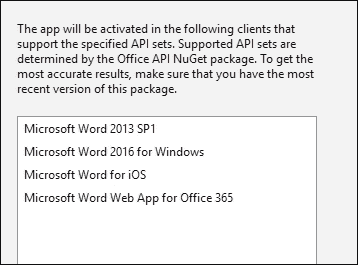 The app will be activated in the following clients that
support the specified API sets. Supported API sets are
determined by the Office API NuGet package. To get the
most accurate results, make sure that you have the most
recent version of this package.
Microsoft Word 2013 SP1
Microsoft Word 2016 for Windows
Microsoft Word for iOS
Microsoft Word Web App for Office 365